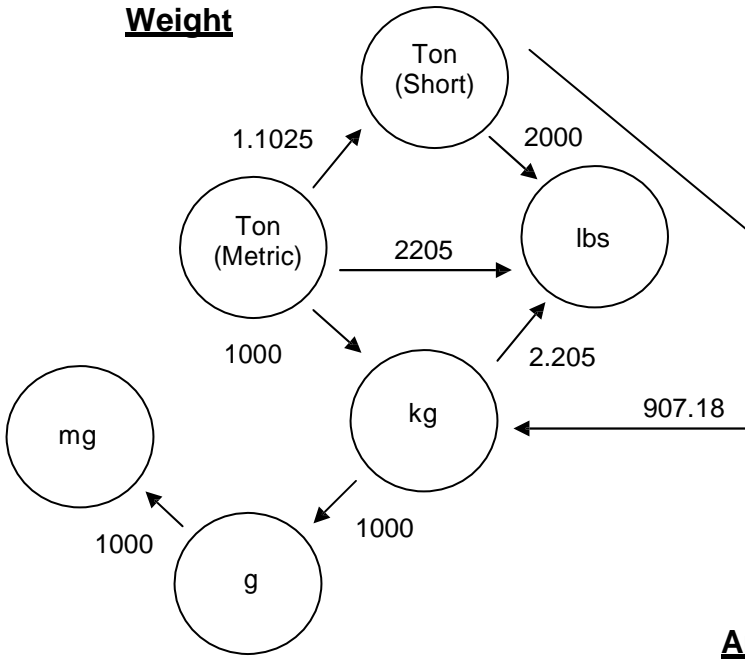 Weight
Ton
(Short)
1.1025
2000
Ton
(Metric)
lbs
2205
1000
2.205
kg
907.18
mg
1000
1000
g
A